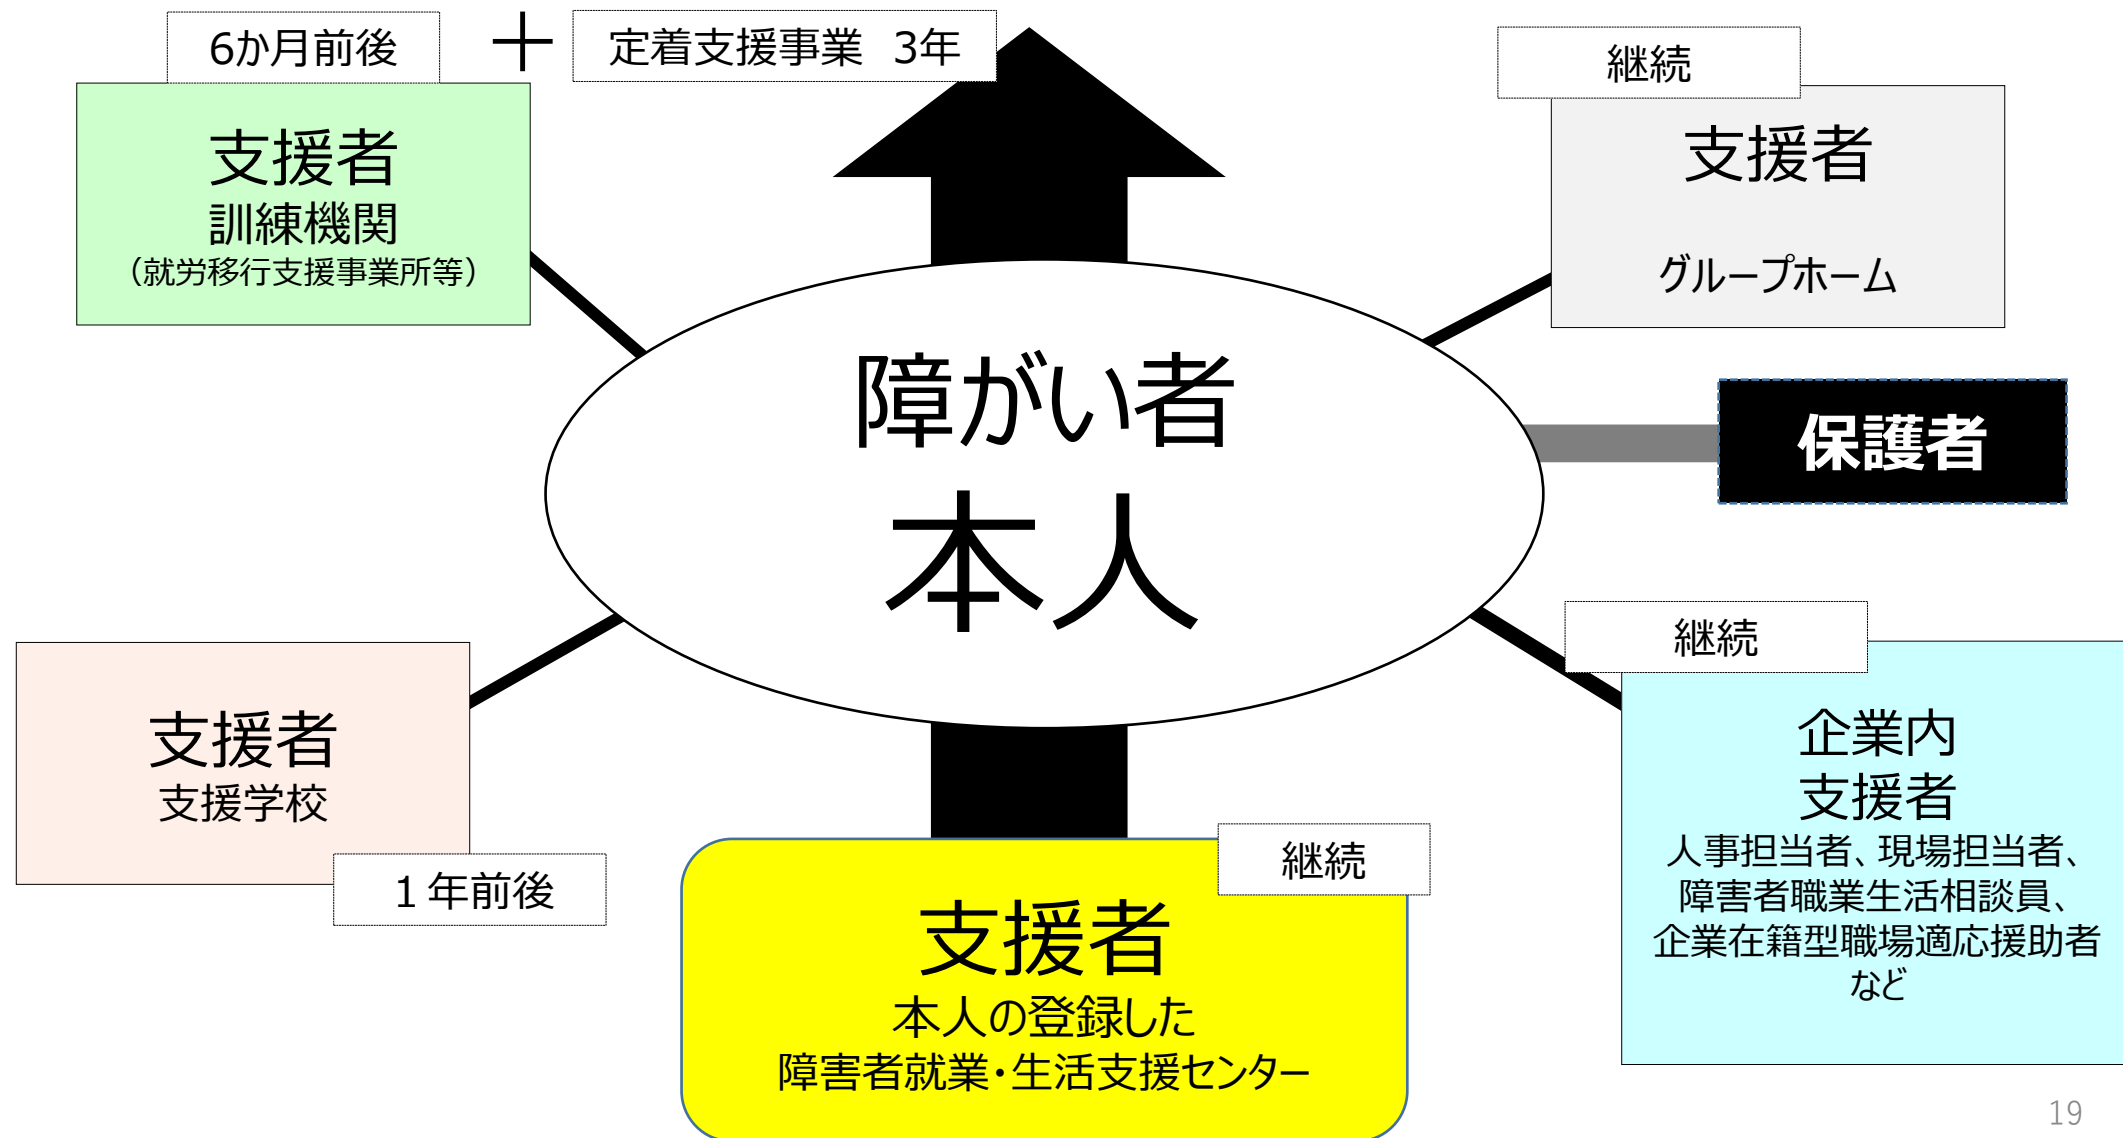 6か月前後
＋
定着支援事業　3年
支援者
訓練機関
（就労移行支援事業所等）
継続
支援者
グループホーム
障がい者
本人
保護者
支援者
支援学校
１年前後
継続
支援者
本人の登録した
障害者就業・生活支援センター
継続
企業内
支援者
人事担当者、現場担当者、
障害者職業生活相談員、
企業在籍型職場適応援助者
など
19